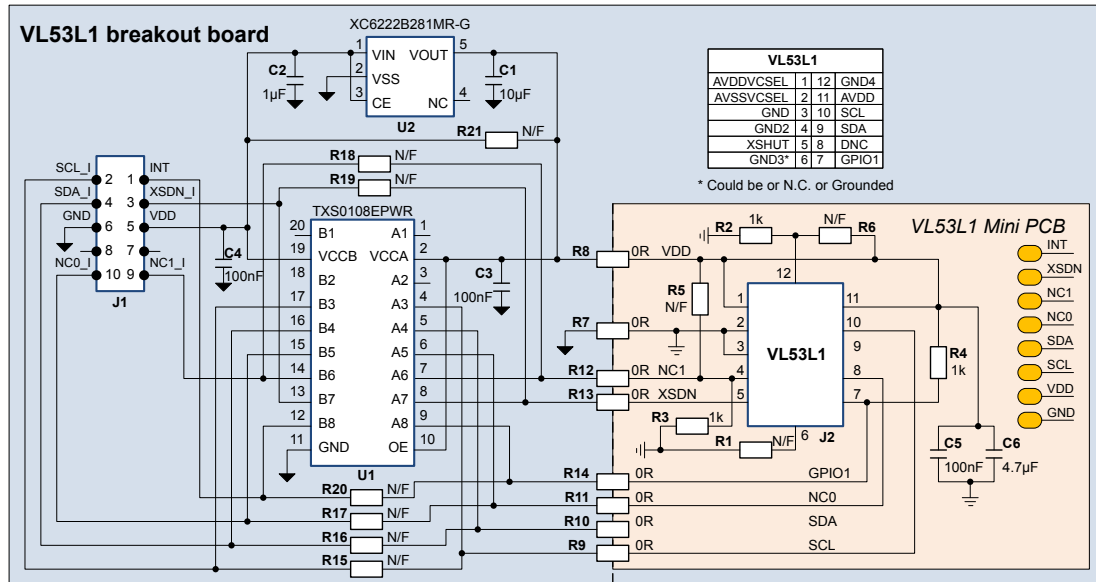 VL53L1 breakout board
XC6222B281MR-G
1 VIN VOUT 5
2 VSS
3 CE NC 4
U2
C2
1µF
C1
10µF
R21 N/F
R18 N/F
R19 N/F
VL53L1
AVDDVCSEL 1 12 GND4
AVSSVCSEL 2 11 AVDD
GND 3 10 SCL
GND2 4 9 SDA
XSHUT 5 8 DNC
GND3* 6 7 GPIO1
* Could be or N.C. or Grounded
SCL_I 2 1 INT
SDA_I 4 3 XSDN_I
GND 6 5 VDD
8 7
NC0_I 10 9 NC1_I
J1
C4
100nF
TXS0108EPWR
20 B1 A1 1
19 VCCB VCCA 2
18 B2 A2 3
17 B3 A3 4
16 B4 A4 5
15 B5 A5 6
14 B6 A6 7
13 B7 A7 8
12 B8 A8 9
11 GND OE 10
U1
C3
100nF
R20 N/F
R17 N/F
R16 N/F
R15 N/F
VL53L1 Mini PCB
R2 1k
N/F R6
R8 0R VDD
R5
N/F
R7 0R
R12 0R NC1
R13 0R XSDN
R3 1k
R1 N/F
12
1 11
2 10
3 9
4 8
5 7
6
VL53L1
J2
R4
1k
C5
100nF
C6
4.7µF
R14 0R GPIO1
R11 0R NC0
R10 0R SDA
R9 0R SCL
INT
XSDN
NC1
NC0
SDA
SCL
VDD
GND